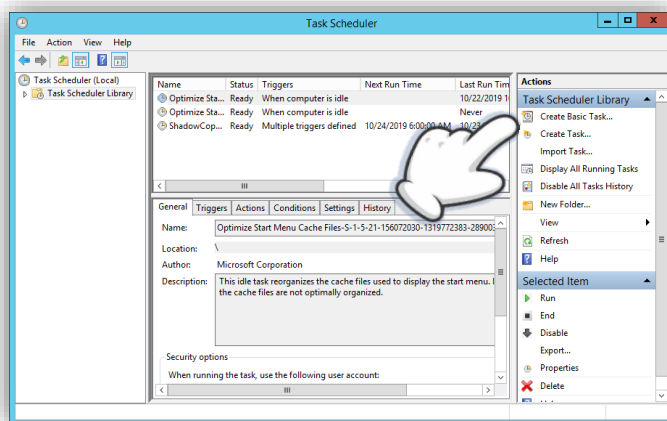 Task Scheduler
File Action View Help
Task Scheduler (Local)
Task Scheduler Library
Name Status Triggers Next Run Time Last Run Tim
Optimize Sta... Ready When computer is idle 10/22/2019 1
Optimize Sta... Ready When computer is idle Never
ShadowCop... Ready Multiple triggers defined 10/24/2019 6:00:00 AM 10/23
General Triggers Actions Conditions Settings History
Name: Optimize Start Menu Cache Files-S-1-5-21-156072030-1319772383-289003
Location: \
Author: Microsoft Corporation
Description: This idle task reorganizes the cache files used to display the start menu.
the cache files are not optimally organized.
Security options
When running the task, use the following user account:
Actions
Task Scheduler Library
Create Basic Task...
Create Task...
Import Task...
Display All Running Tasks
Disable All Tasks History
New Folder...
View
Refresh
Help
Selected Item
Run
End
Disable
Export...
Properties
Delete